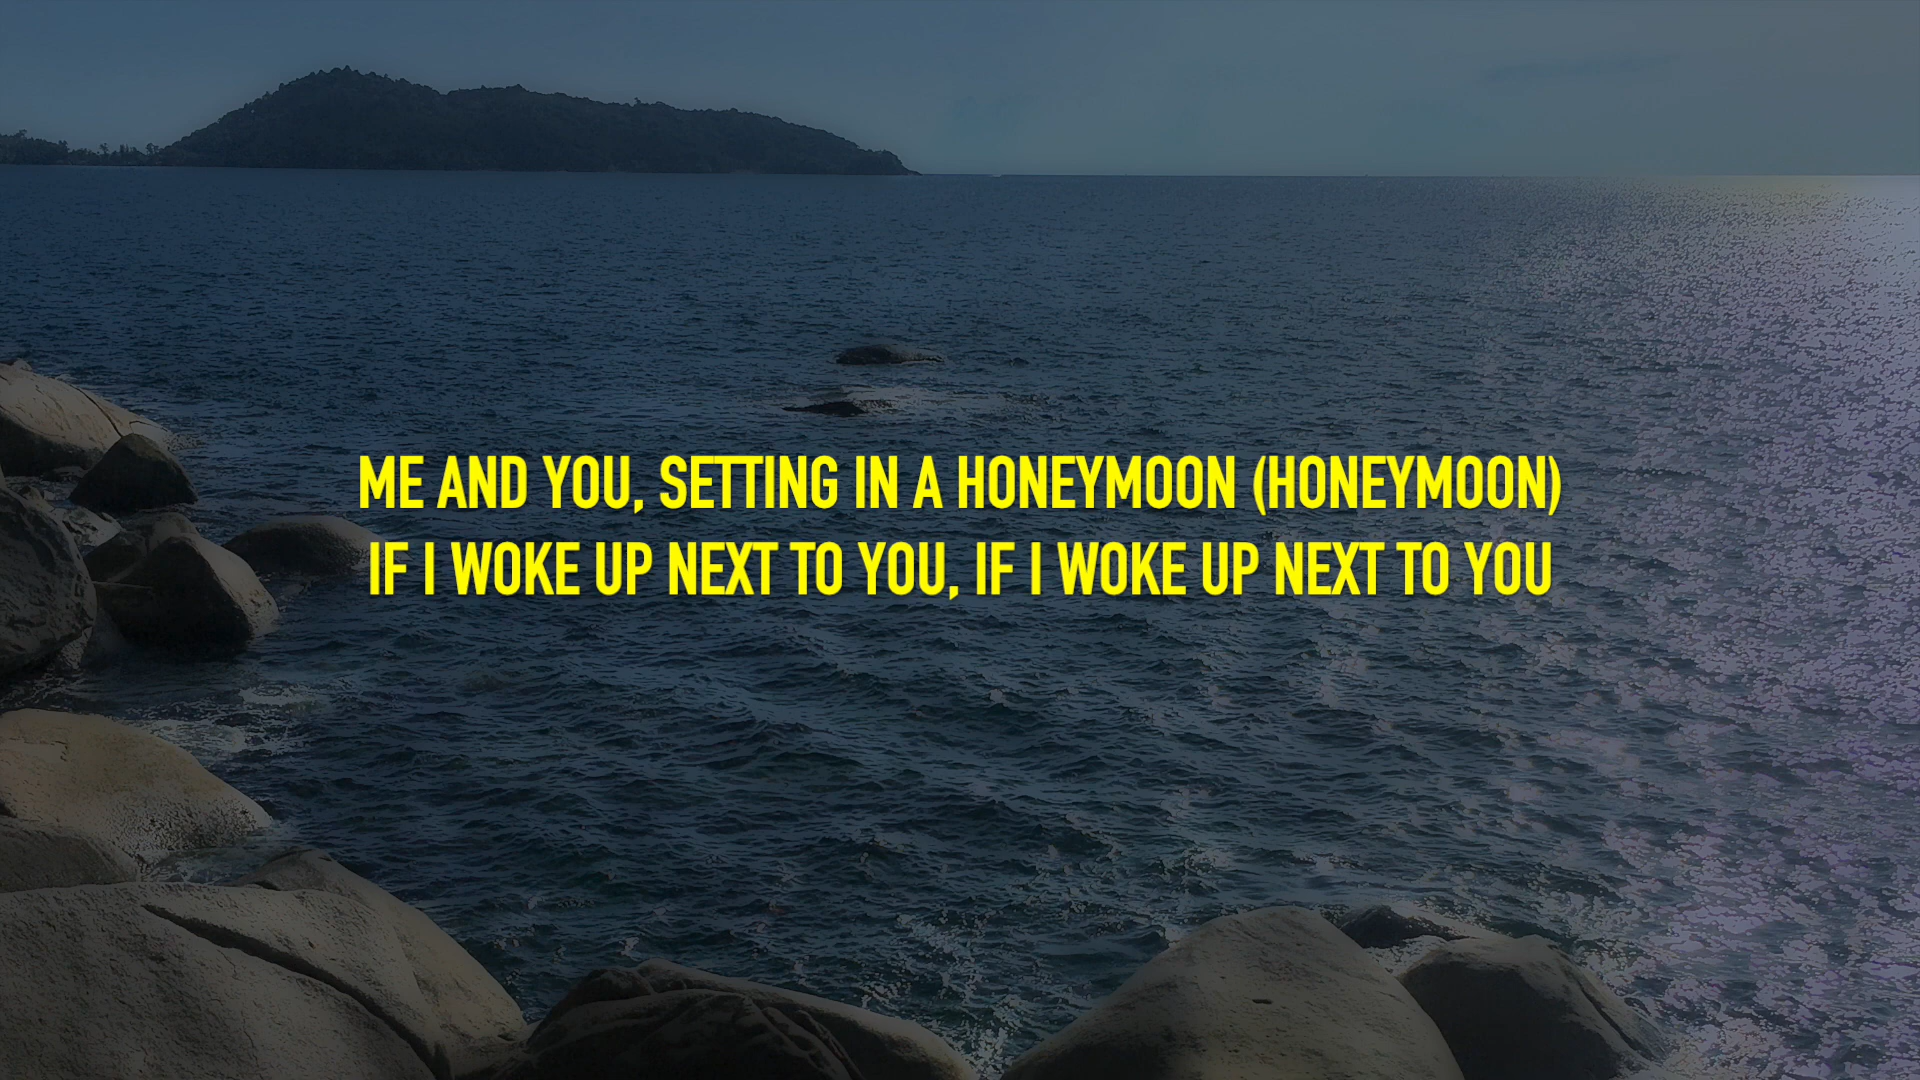 ME AND YOU, SETTING IN A HONEYMOON (HONEYMOON)
IF I WOKE UP NEXT TO YOU, IF I WOKE UP NEXT TO YOU